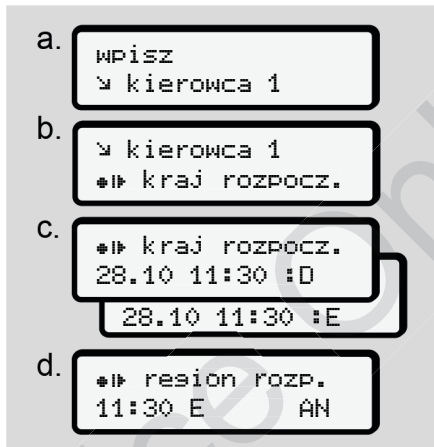 a.
wpisz
↘ kierowca 1
b.
↘ kierowca 1
●I▶ kraj rozpocz.
c.
●I▶ kraj rozpocz.
28.10 11:30 :D
28.10 11:30 :E
d.
●I▶ region rozp.
11:30 E AN